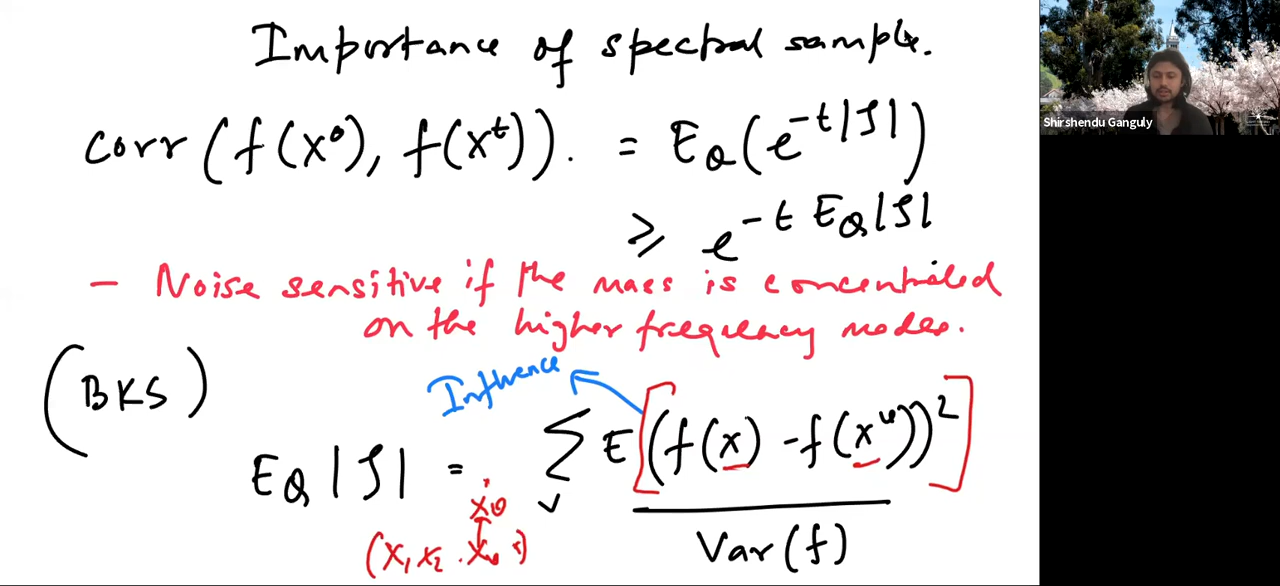 Importance of spectral sample.
Shirshendu Ganguly
corr(f(x⁰), f(xᵗ)). = E_Q(e^{-t|S|})
≥ e^{-t E_Q|S|}
- Noise sensitive if the mass is concentrated
on the higher frequency modes.
(BKS)
Influence
E_Q|S| = Σ_v E[(f(x) - f(x^v))²]
Var(f)
(x₁ x₂ . x_v